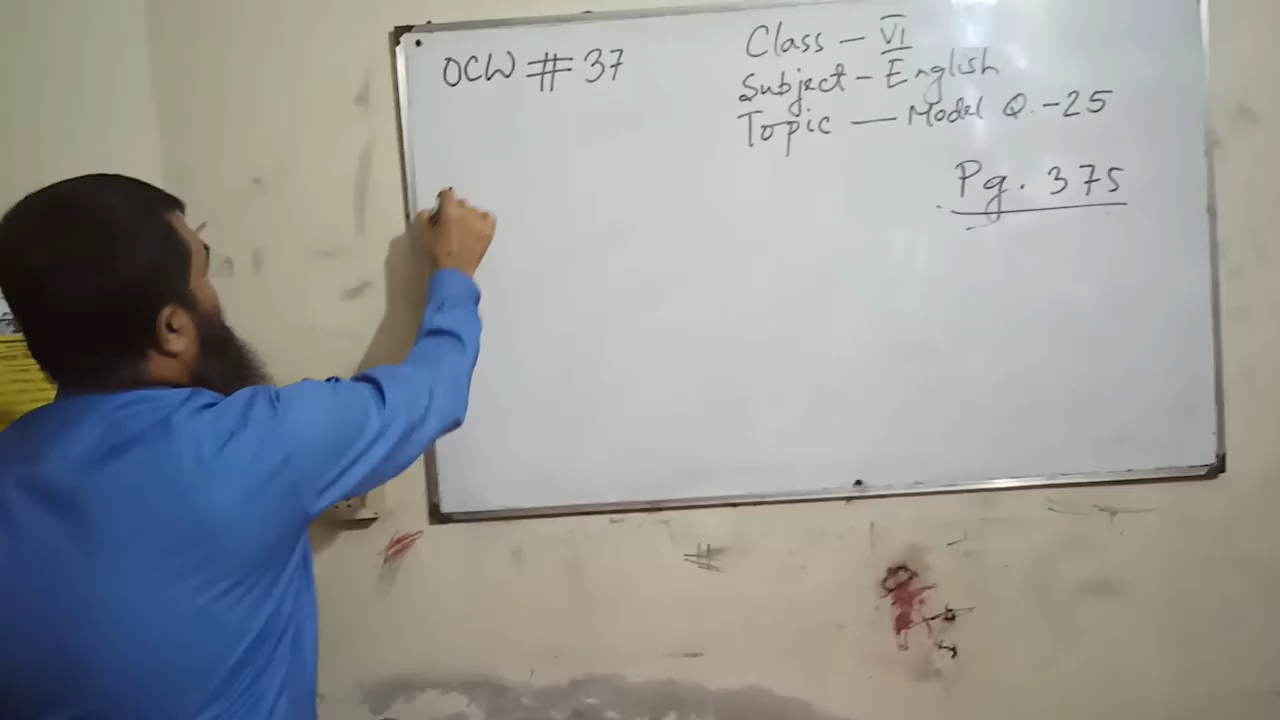 OCW # 37
Class – VI
Subject – English
Topic — Model Q. – 25
Pg. 375